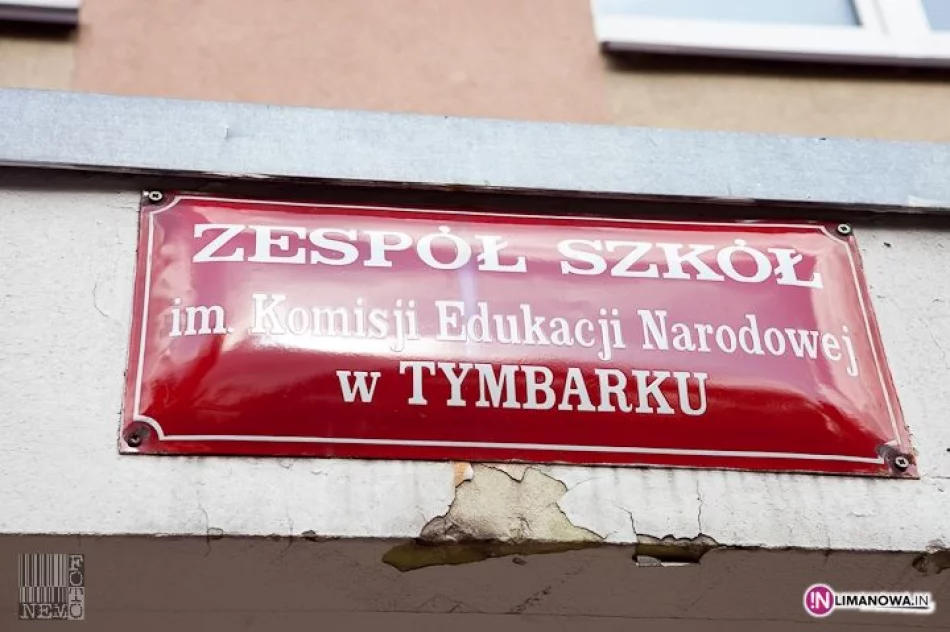 ZESPÓŁ SZKÓŁ
im. Komisji Edukacji Narodowej
w TYMBARKU
FOTO
NEMO
!N LIMANOWA.IN